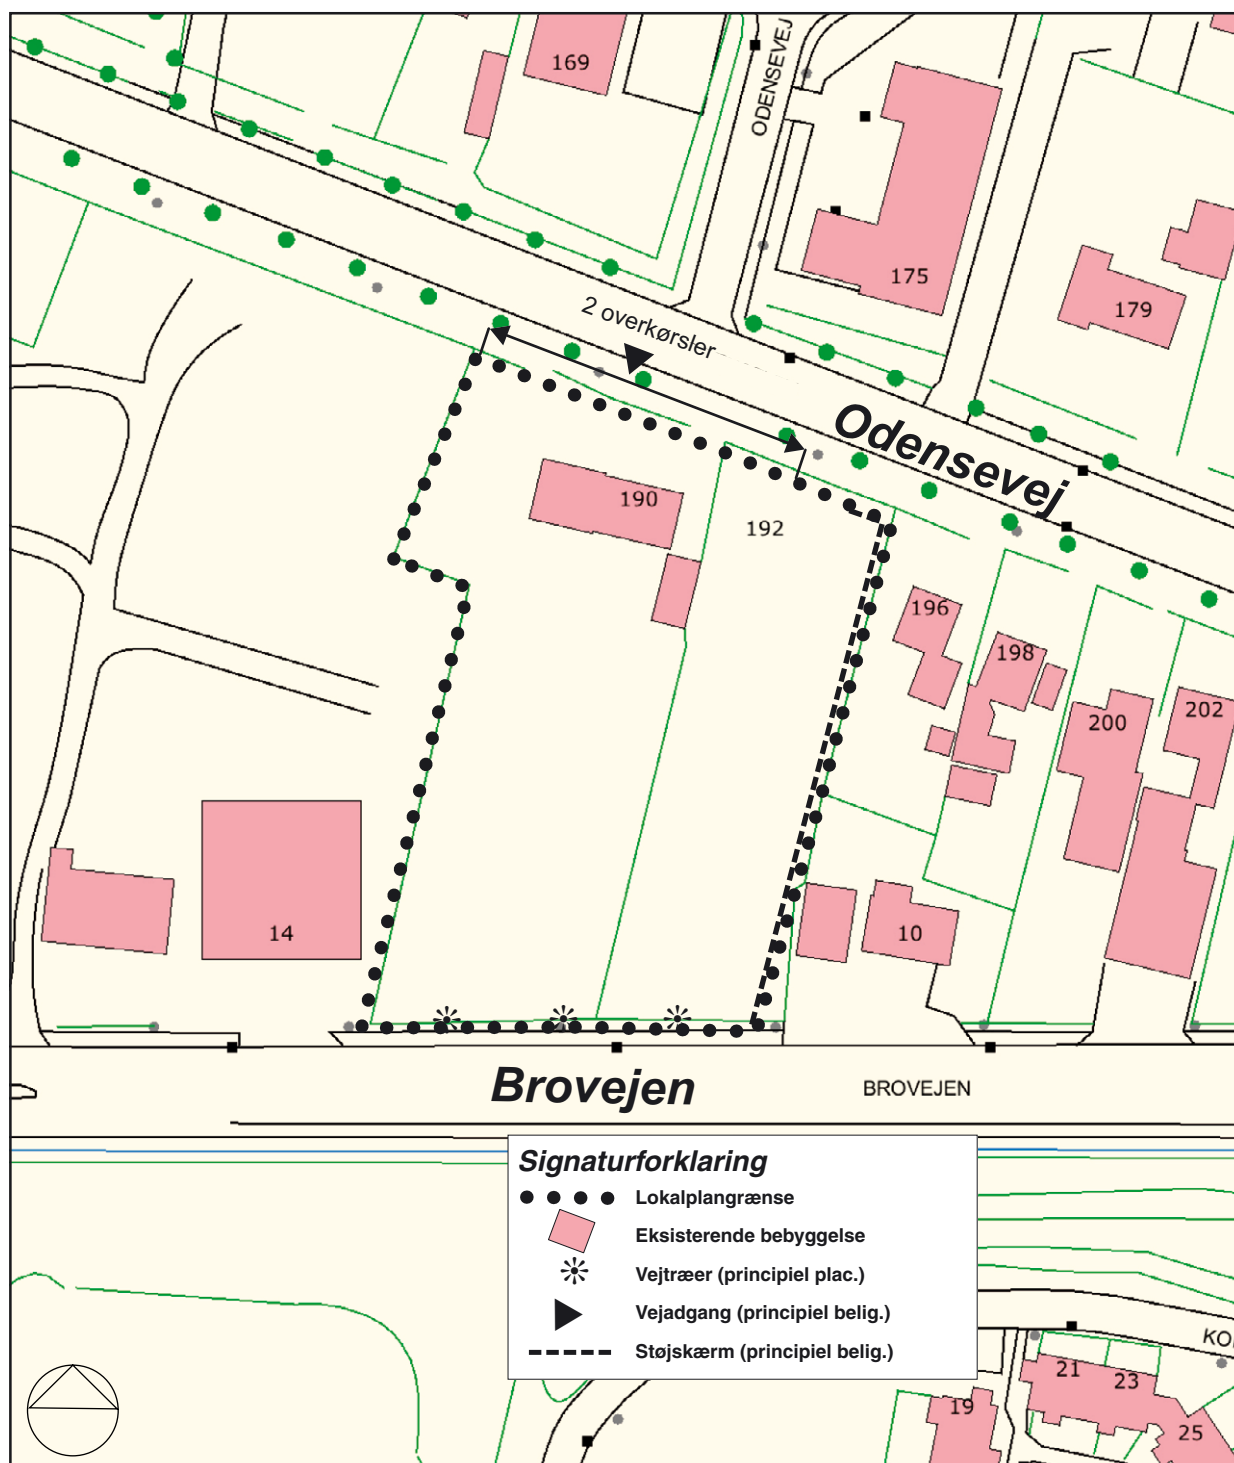 169
ODENSEVEJ
175
179
2 overkørsler
Odensevej
190
192
196
198
200
202
14
10
Brovejen
BROVEJEN
Signaturforklaring
Lokalplangrænse
Eksisterende bebyggelse
Vejtræer (principiel plac.)
Vejadgang (principiel belig.)
Støjskærm (principiel belig.)
21
23
19
25